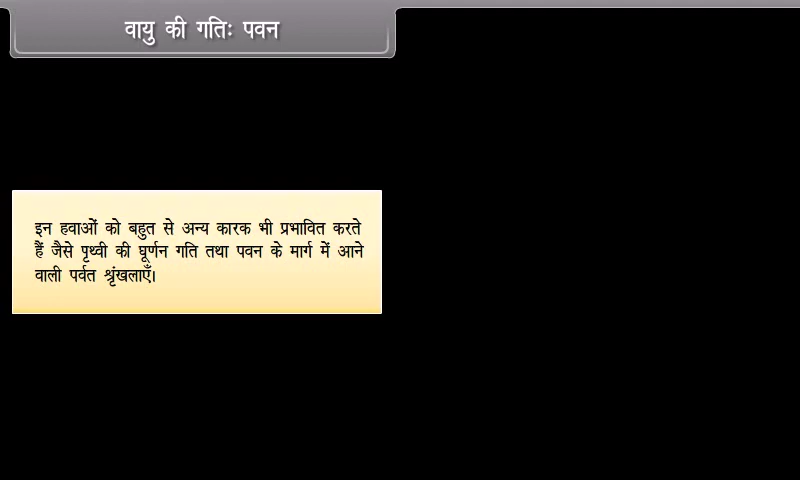 वायु की गतिः पवन
इन हवाओं को बहुत से अन्य कारक भी प्रभावित करते
हैं जैसे पृथ्वी की घूर्णन गति तथा पवन के मार्ग में आने
वाली पर्वत श्रृंखलाएँ।